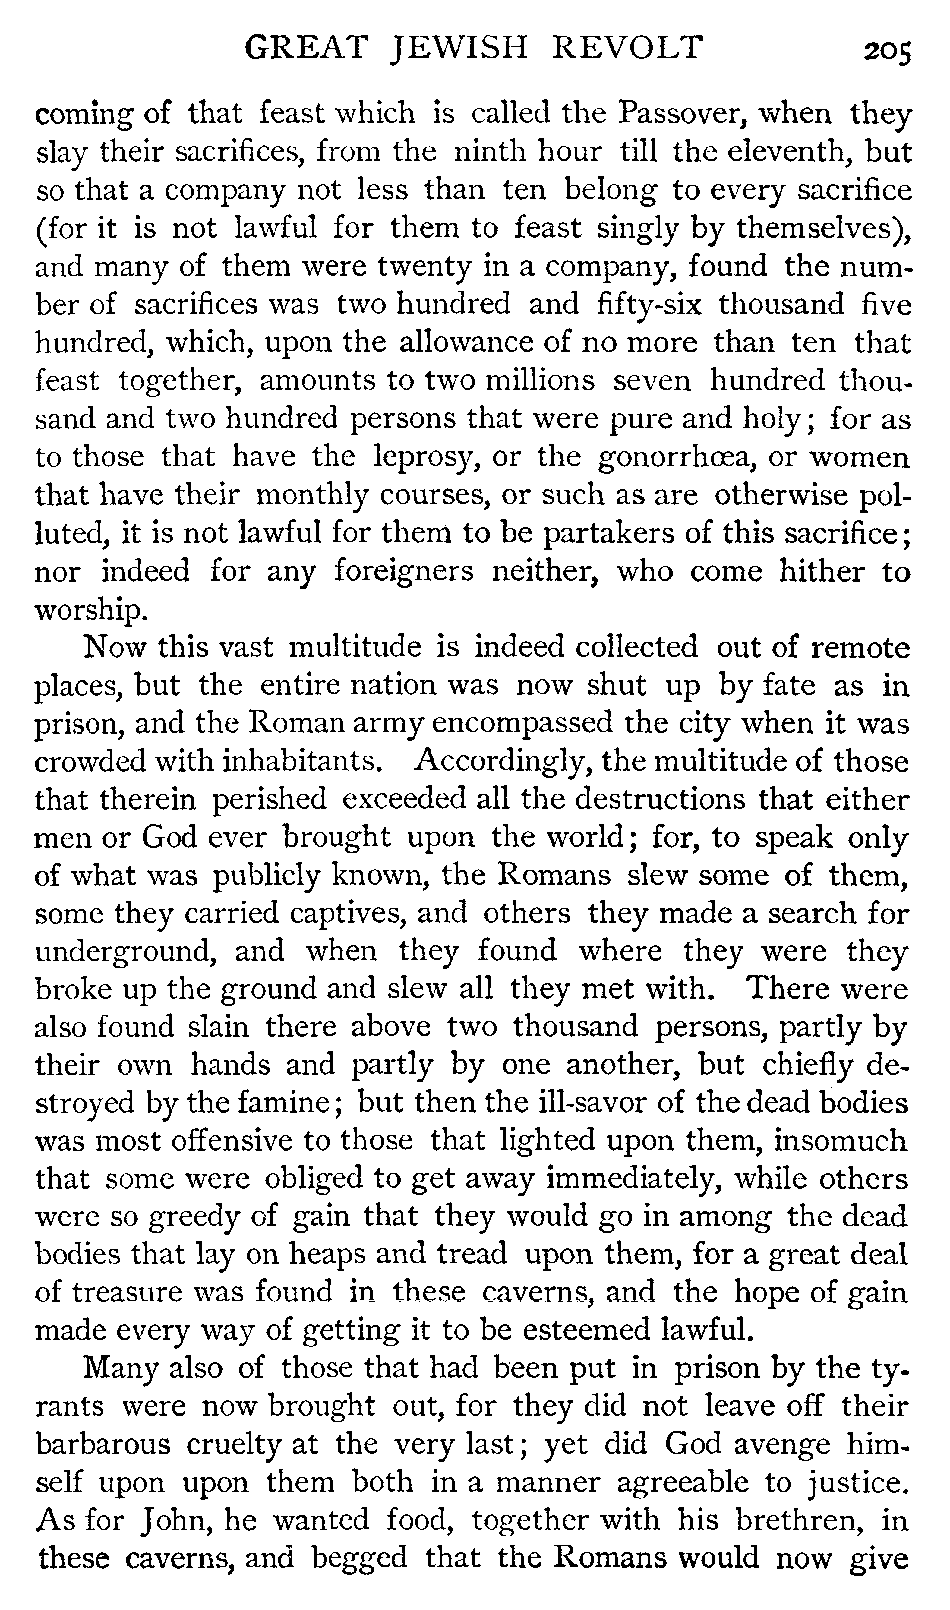 GREAT JEWISH REVOLT 205
coming of that feast which is called the Passover, when they
slay their sacrifices, from the ninth hour till the eleventh, but
so that a company not less than ten belong to every sacrifice
(for it is not lawful for them to feast singly by themselves),
and many of them were twenty in a company, found the num-
ber of sacrifices was two hundred and fifty-six thousand five
hundred, which, upon the allowance of no more than ten that
feast together, amounts to two millions seven hundred thou-
sand and two hundred persons that were pure and holy; for as
to those that have the leprosy, or the gonorrhœa, or women
that have their monthly courses, or such as are otherwise pol-
luted, it is not lawful for them to be partakers of this sacrifice;
nor indeed for any foreigners neither, who come hither to
worship.
Now this vast multitude is indeed collected out of remote
places, but the entire nation was now shut up by fate as in
prison, and the Roman army encompassed the city when it was
crowded with inhabitants. Accordingly, the multitude of those
that therein perished exceeded all the destructions that either
men or God ever brought upon the world; for, to speak only
of what was publicly known, the Romans slew some of them,
some they carried captives, and others they made a search for
underground, and when they found where they were they
broke up the ground and slew all they met with. There were
also found slain there above two thousand persons, partly by
their own hands and partly by one another, but chiefly de-
stroyed by the famine; but then the ill-savor of the dead bodies
was most offensive to those that lighted upon them, insomuch
that some were obliged to get away immediately, while others
were so greedy of gain that they would go in among the dead
bodies that lay on heaps and tread upon them, for a great deal
of treasure was found in these caverns, and the hope of gain
made every way of getting it to be esteemed lawful.
Many also of those that had been put in prison by the ty-
rants were now brought out, for they did not leave off their
barbarous cruelty at the very last; yet did God avenge him-
self upon upon them both in a manner agreeable to justice.
As for John, he wanted food, together with his brethren, in
these caverns, and begged that the Romans would now give